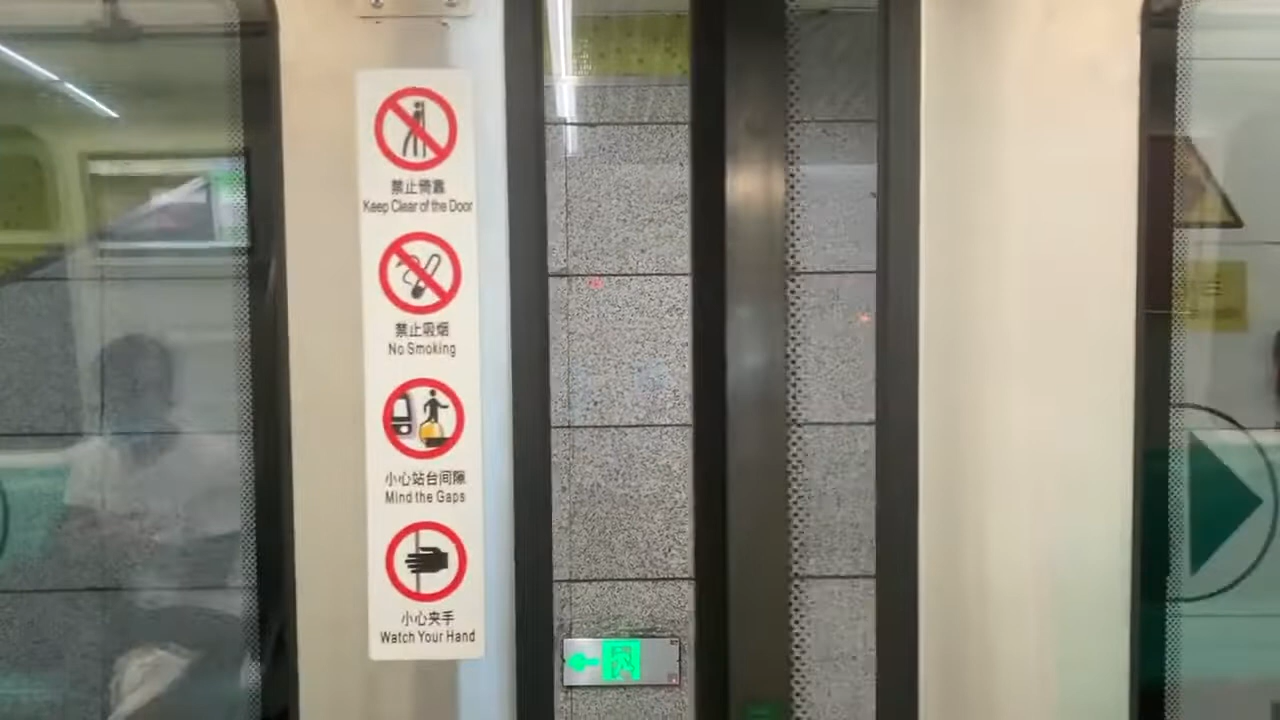 禁止倚靠
Keep Clear of the Door
禁止吸烟
No Smoking
小心站台间隙
Mind the Gaps
小心夹手
Watch Your Hand